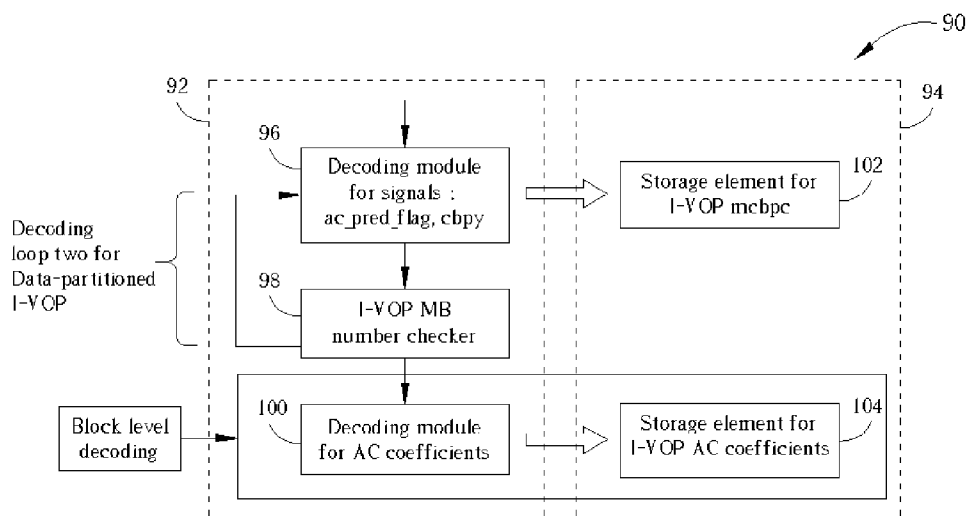 90
92
94
96
Decoding module
for signals :
ac_pred_flag, cbpy
102
Storage element for
I-VOP mcbpc
Decoding
loop two for
Data-partitioned
I-VOP
98
I-VOP MB
number checker
Block level
decoding
100
Decoding module
for AC coefficients
104
Storage element for
I-VOP AC coefficients